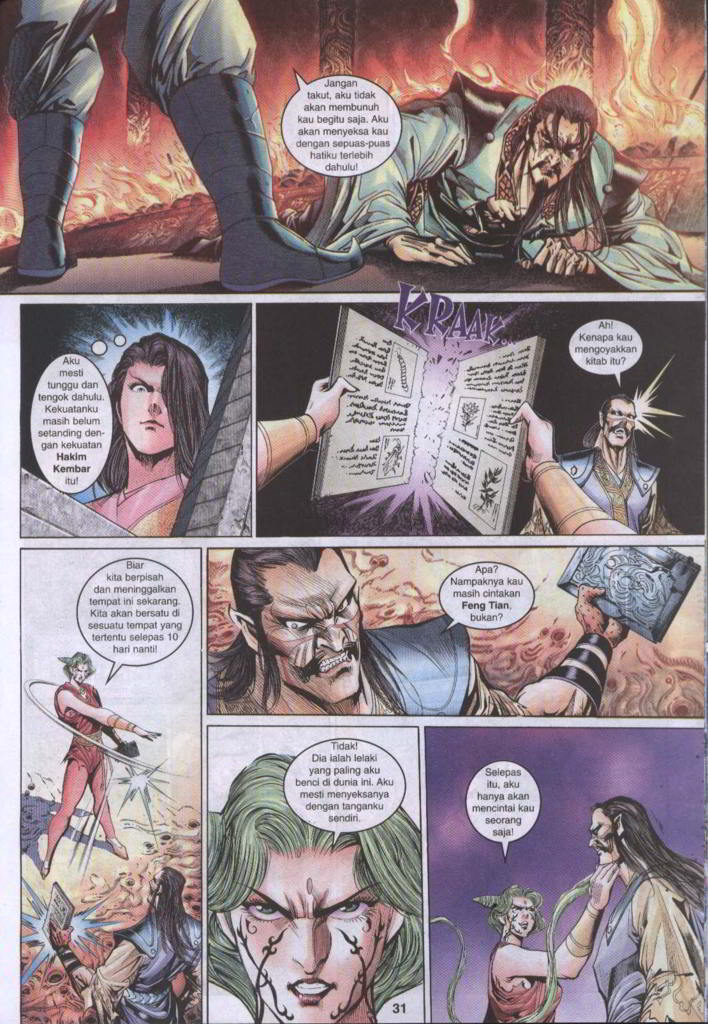 Jangan
takut, aku tidak
akan membunuh
kau begitu saja. Aku
akan menyeksa kau
dengan sepuas-puas
hatiku terlebih
dahulu!
Aku
mesti
tunggu dan
tengok dahulu.
Kekuatanku
masih belum
setanding den-
gan kekuatan
Hakim
Kembar
itu!
KRAAK..
Ah!
Kenapa kau
mengoyakkan
kitab itu?
Biar
kita berpisah
dan meninggalkan
tempat ini sekarang.
Kita akan bersatu di
sesuatu tempat yang
tertentu selepas 10
hari nanti!
Apa?
Nampaknya kau
masih cintakan
Feng Tian,
bukan?
Tidak!
Dia ialah lelaki
yang paling aku
benci di dunia ini. Aku
mesti menyeksanya
dengan tanganku
sendiri.
Selepas
itu, aku
hanya akan
mencintai kau
seorang
saja!
31